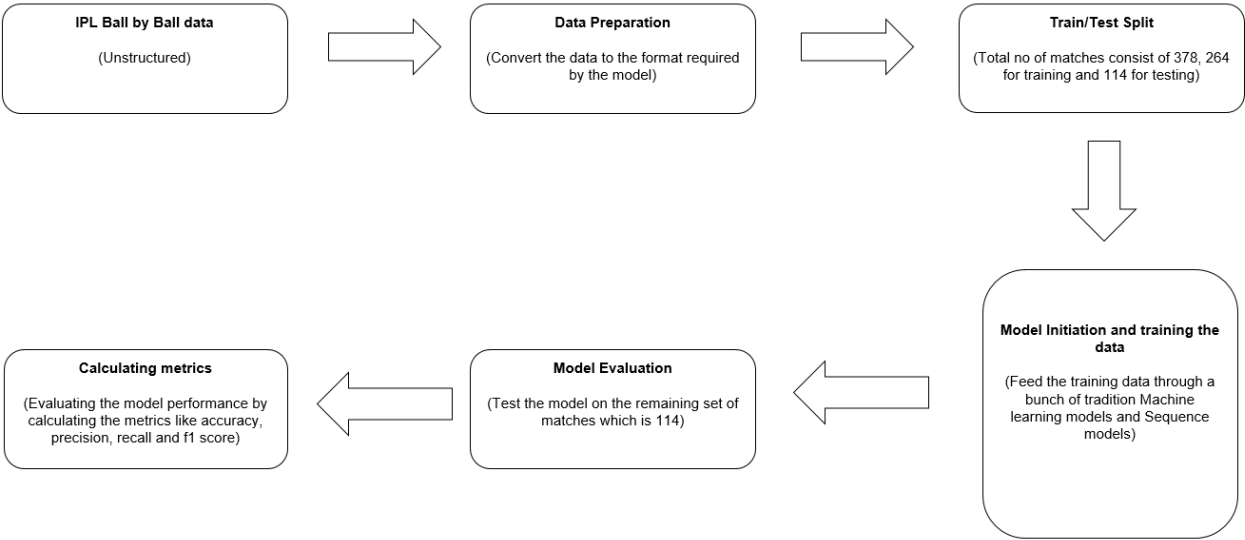 IPL Ball by Ball data
(Unstructured)
Data Preparation
(Convert the data to the format required
by the model)
Train/Test Split
(Total no of matches consist of 378, 264
for training and 114 for testing)
Model Initiation and training the
data
(Feed the training data through a
bunch of tradition Machine
learning models and Sequence
models)
Model Evaluation
(Test the model on the remaining set of
matches which is 114)
Calculating metrics
(Evaluating the model performance by
calculating the metrics like accuracy,
precision, recall and f1 score)